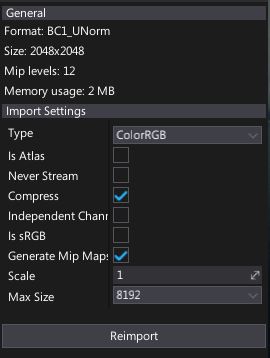 General
Format: BC1_UNorm
Size: 2048x2048
Mip levels: 12
Memory usage: 2 MB
Import Settings
Type ColorRGB
Is Atlas
Never Stream
Compress
Independent Chann
Is sRGB
Generate Mip Maps
Scale 1
Max Size 8192
Reimport